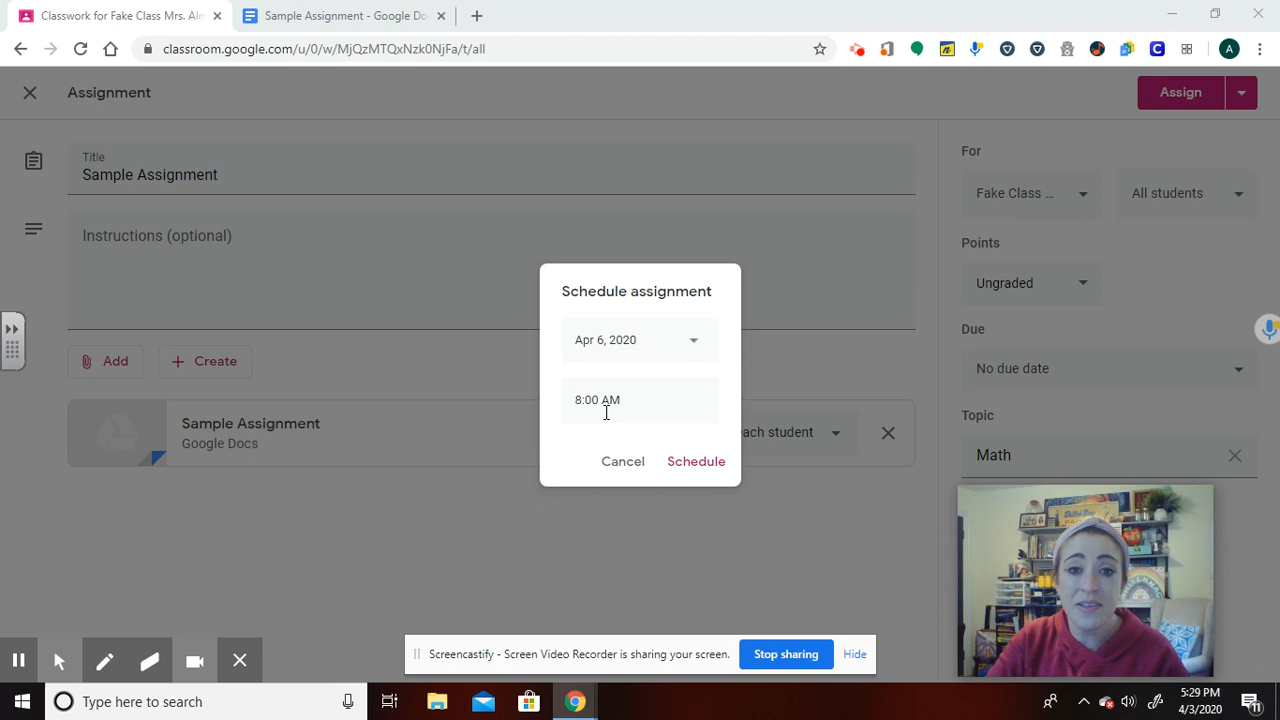 Classwork for Fake Class Mrs. Alm
Sample Assignment - Google Do
classroom.google.com/u/0/w/MjQzMTQxNzk0NjFa/t/all
A
Assignment
Assign
Title
Sample Assignment
Instructions (optional)
Add
Create
Sample Assignment
Google Docs
each student
For
Fake Class ...
All students
Points
Ungraded
Due
No due date
Topic
Math
Schedule assignment
Apr 6, 2020
8:00 AM
Cancel
Schedule
Screencastify - Screen Video Recorder is sharing your screen.
Stop sharing
Hide
Type here to search
5:29 PM
4/3/2020
11